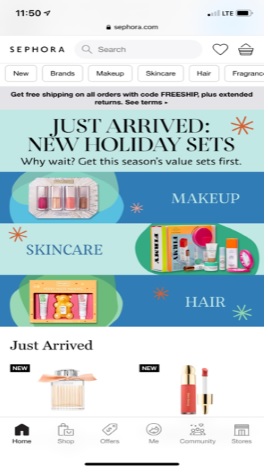 11:50
LTE
sephora.com
SEPHORA
Search
New
Brands
Makeup
Skincare
Hair
Fragranc
Get free shipping on all orders with code FREESHIP, plus extended
returns. See terms ▸
JUST ARRIVED:
NEW HOLIDAY SETS
Why wait? Get this season's value sets first.
MAKEUP
SKINCARE
HAIR
Just Arrived
NEW
NEW
Home
Shop
Offers
Me
Community
Stores